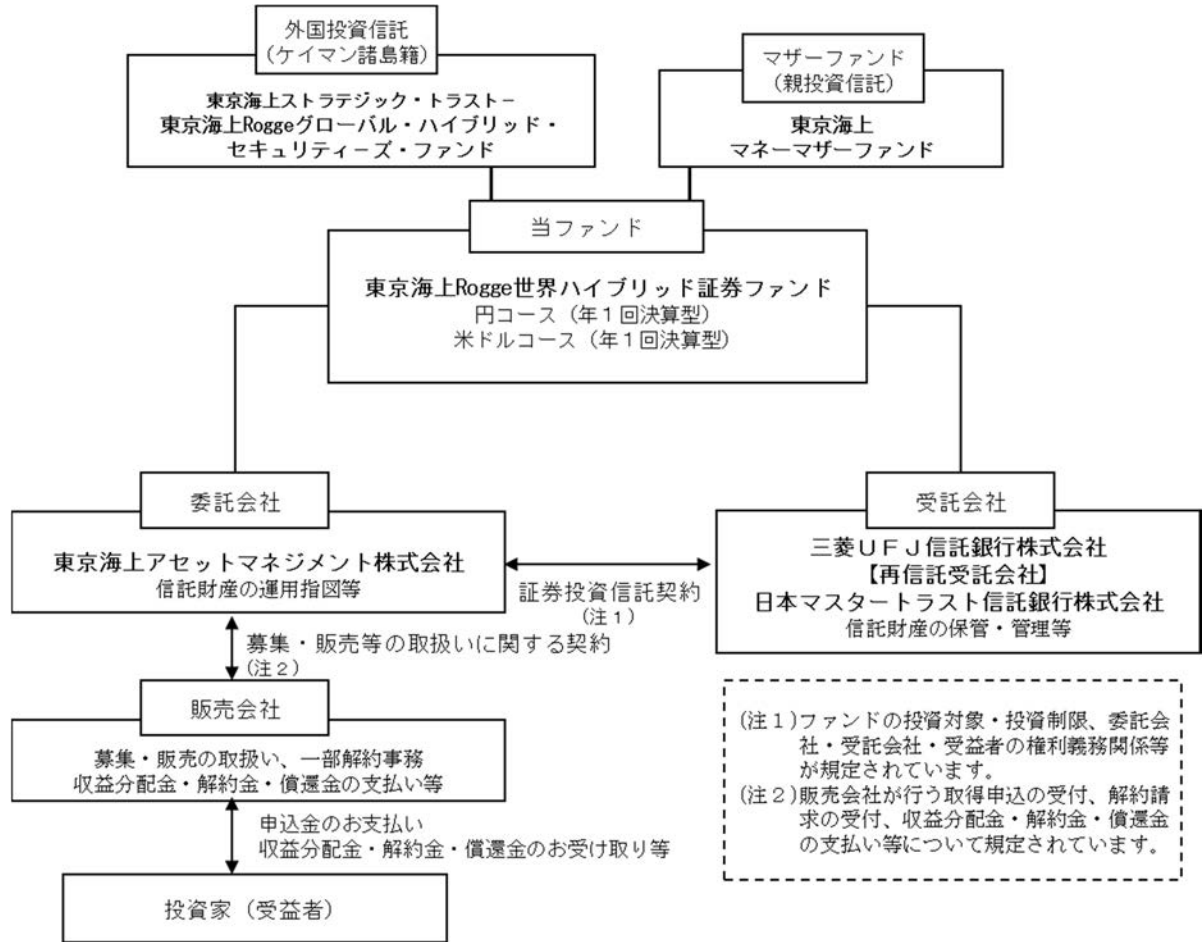 外国投資信託
(ケイマン諸島籍)
東京海上ストラテジック・トラスト－
東京海上Roggeグローバル・ハイブリッド・
セキュリティーズ・ファンド
マザーファンド
(親投資信託)
東京海上
マネーマザーファンド
当ファンド
東京海上Rogge世界ハイブリッド証券ファンド
円コース（年１回決算型）
米ドルコース（年１回決算型）
委託会社
東京海上アセットマネジメント株式会社
信託財産の運用指図等
証券投資信託契約
(注１)
受託会社
三菱ＵＦＪ信託銀行株式会社
【再信託受託会社】
日本マスタートラスト信託銀行株式会社
信託財産の保管・管理等
募集・販売等の取扱いに関する契約
(注２)
販売会社
募集・販売の取扱い、一部解約事務
収益分配金・解約金・償還金の支払い等
申込金のお支払い
収益分配金・解約金・償還金のお受け取り等
投資家（受益者）
(注１)ファンドの投資対象・投資制限、委託会
社・受託会社・受益者の権利義務関係等
が規定されています。
(注２)販売会社が行う取得申込の受付、解約請
求の受付、収益分配金・解約金・償還金
の支払い等について規定されています。